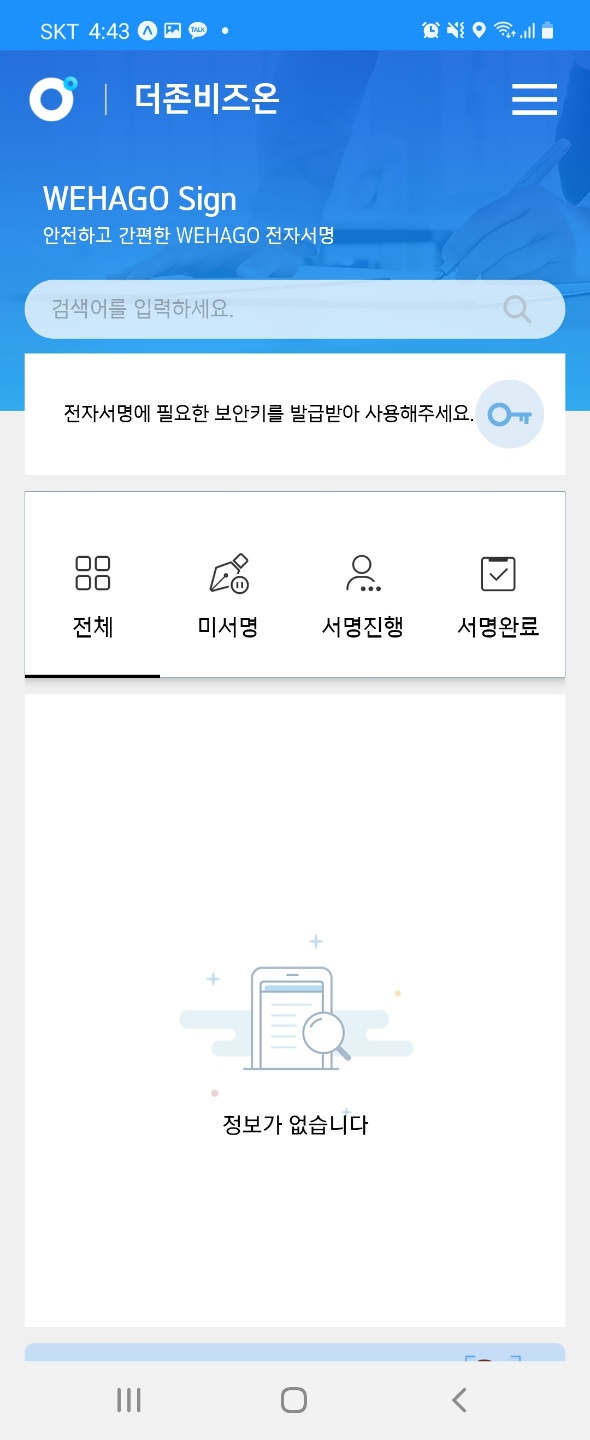 SKT 4:43 TALK
더존비즈온
WEHAGO Sign
안전하고 간편한 WEHAGO 전자서명
검색어를 입력하세요.
전자서명에 필요한 보안키를 발급받아 사용해주세요.
전체 미서명 서명진행 서명완료
정보가 없습니다